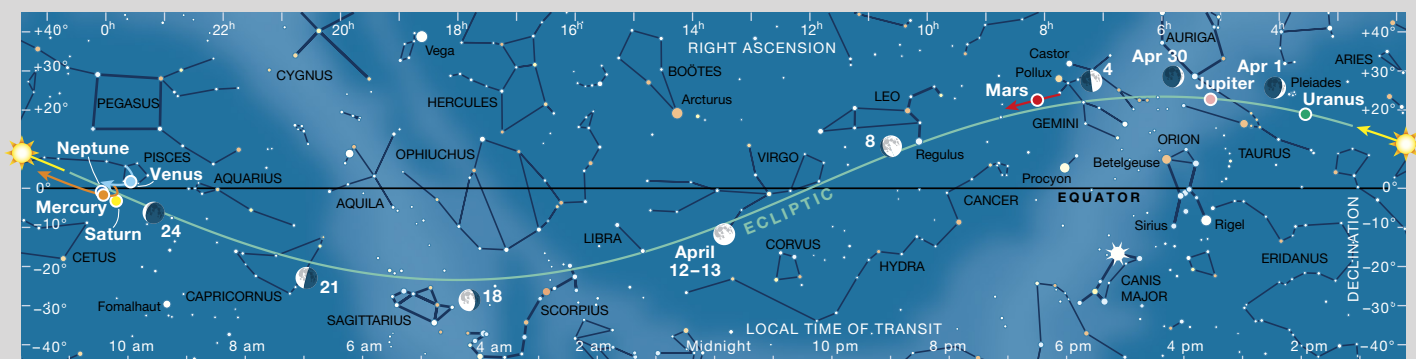 +40° 0h 22h 20h 18h 16h 14h 12h 10h 8h 6h 4h +40°
RIGHT ASCENSION
Vega
CYGNUS
BOÖTES
Castor
Pollux
4
AURIGA
Apr 30
Apr 1
ARIES
+30° +30°
PEGASUS
HERCULES
Arcturus
LEO
Mars
Jupiter
Pleiades
Uranus
+20° +20°
GEMINI
ORION
TAURUS
Neptune
PISCES
Venus
AQUARIUS
OPHIUCHUS
VIRGO
8
Regulus
Betelgeuse
Procyon
+10° +10°
0° 0°
EQUATOR
Mercury
Saturn
24
AQUILA
ECLIPTIC
CANCER
Sirius
Rigel
DECLINATION
−10° −10°
CETUS
LIBRA
April
12–13
CORVUS
HYDRA
ERIDANUS
−20° −20°
CAPRICORNUS
21
18
SCORPIUS
CANIS
MAJOR
Fomalhaut
SAGITTARIUS
−30° −30°
LOCAL TIME OF TRANSIT
−40° 10 am 8 am 6 am 4 am 2 am Midnight 10 pm 8 pm 6 pm 4 pm 2 pm −40°